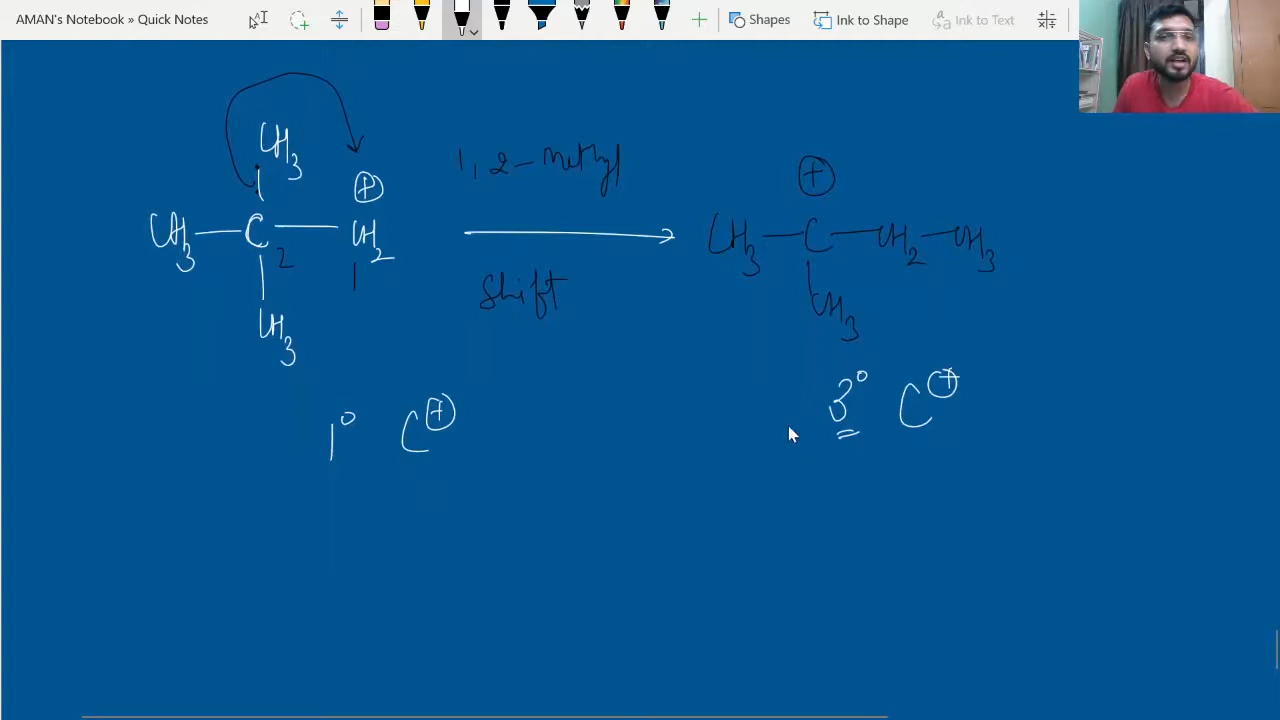 AMAN's Notebook » Quick Notes
Shapes
Ink to Shape
Ink to Text
CH3
CH3—C—CH2
⊕
2
1
CH3
1,2-Methyl
Shift
⊕
CH3—C—CH2—CH3
CH3
1° C⊕
3° C⊕